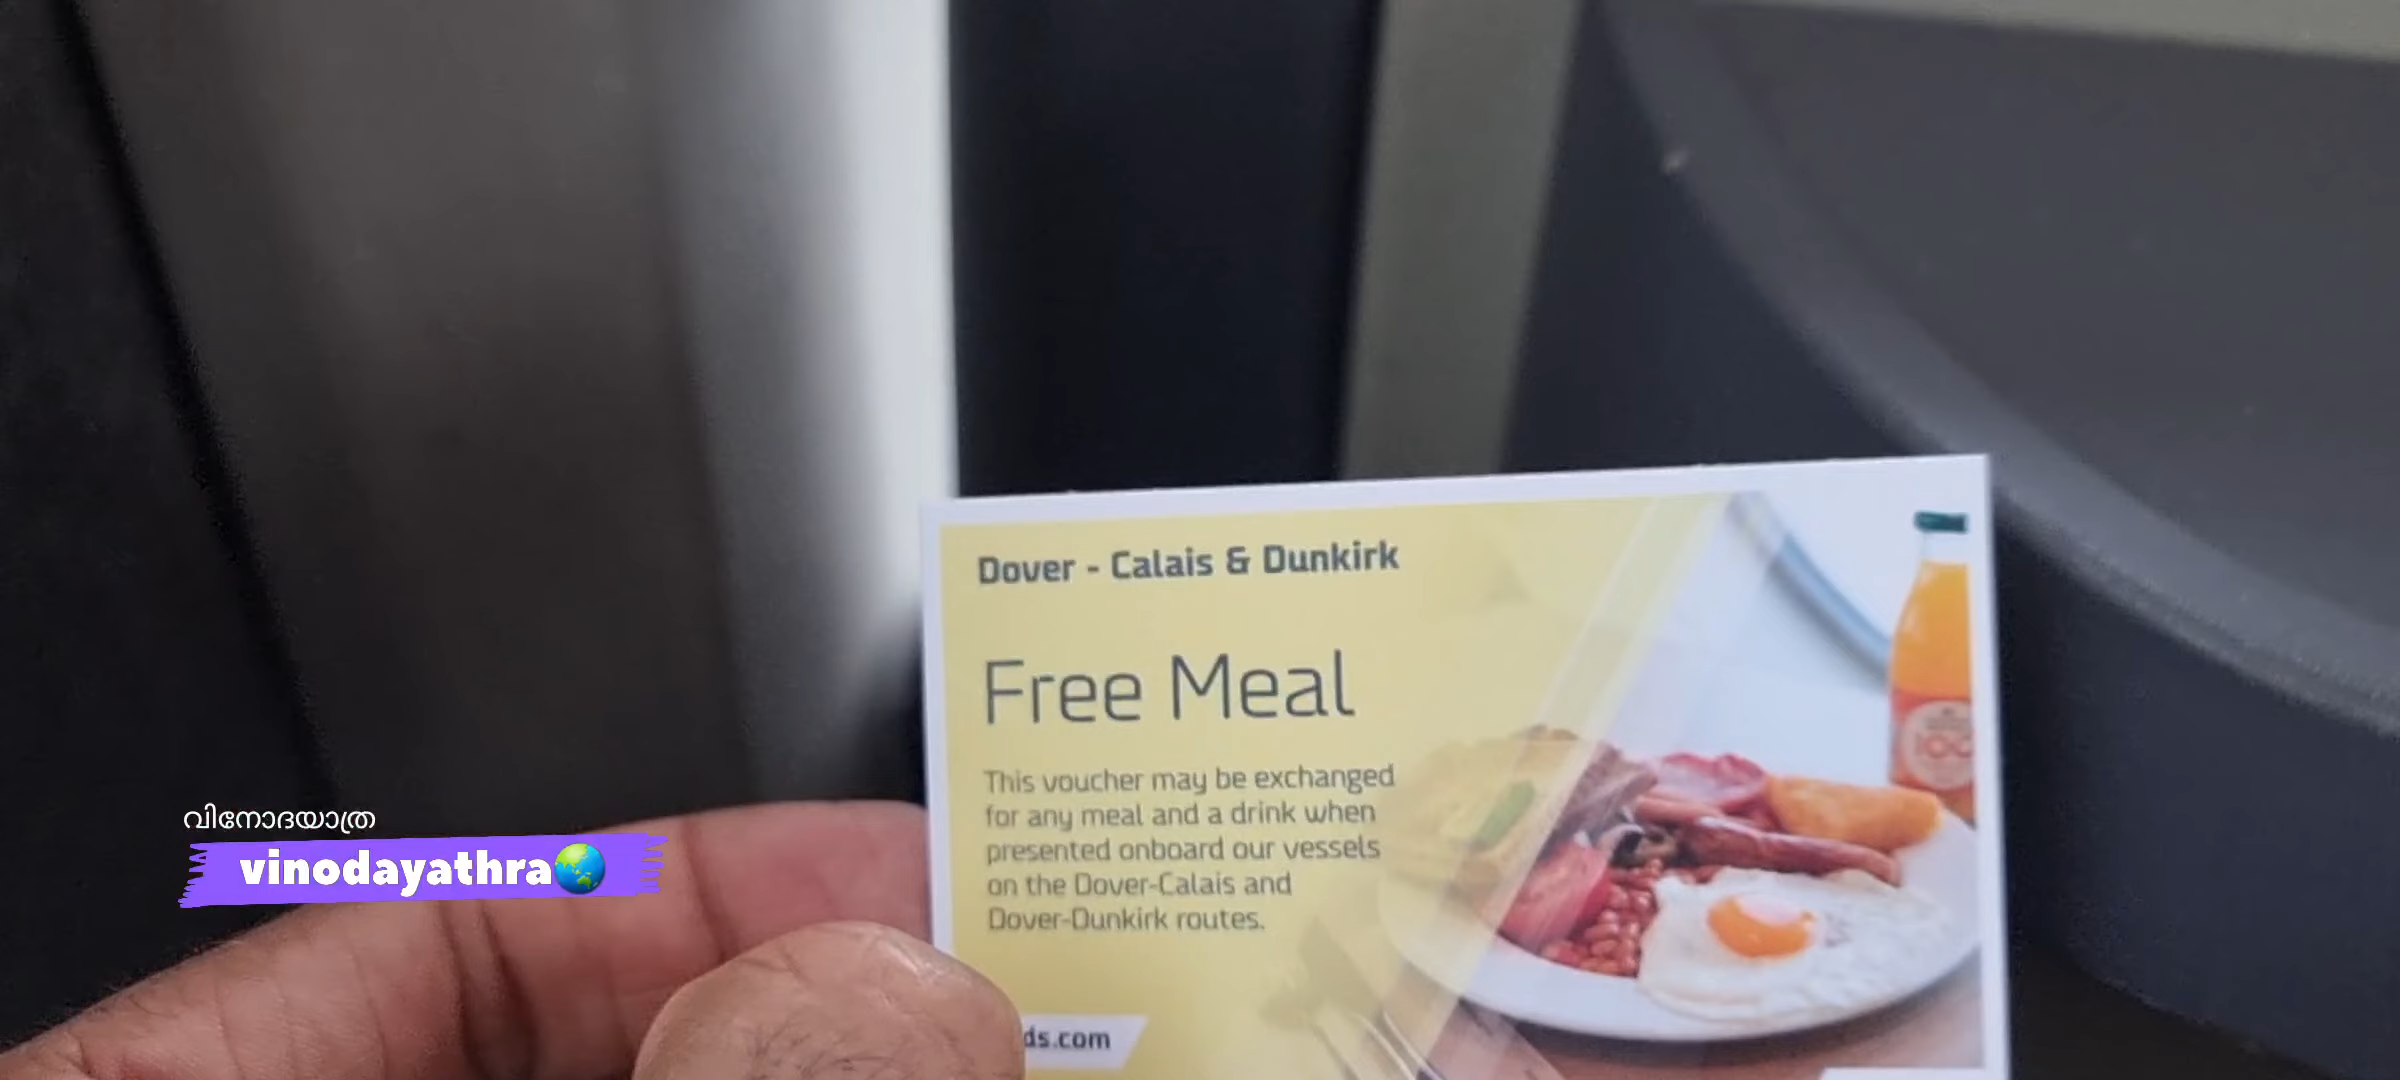 Dover - Calais & Dunkirk
Free Meal
This voucher may be exchanged
for any meal and a drink when
presented onboard our vessels
on the Dover-Calais and
Dover-Dunkirk routes.
ds.com
വിനോദയാത്ര
vinodayathra